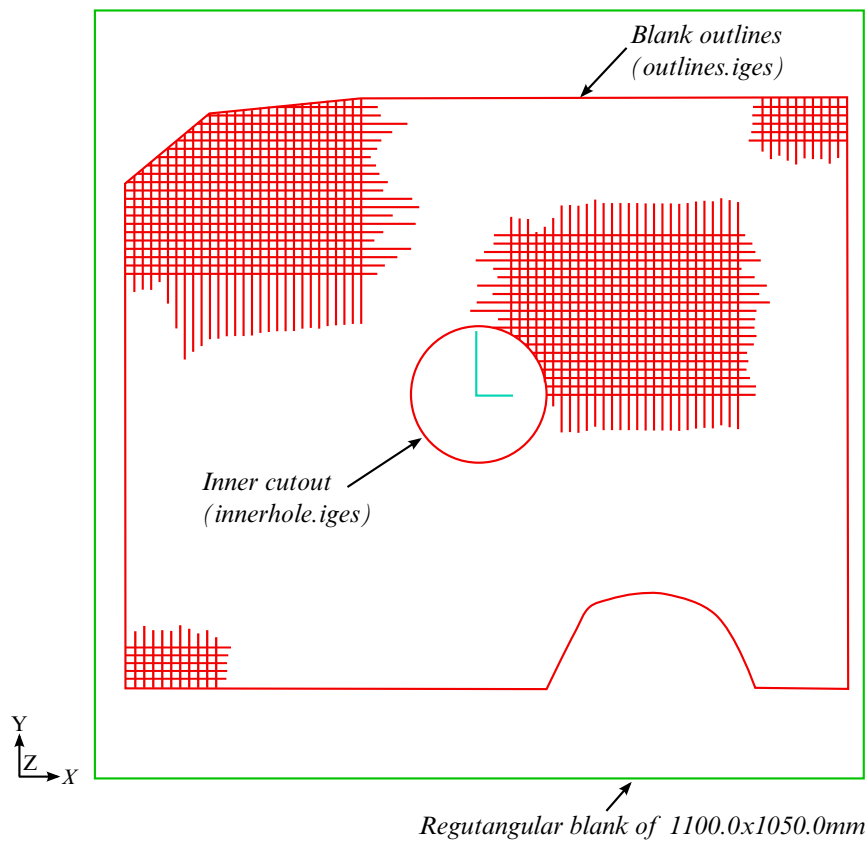 Blank outlines
(outlines.iges)
Inner cutout
(innerhole.iges)
Y
Z
X
Regutangular blank of 1100.0x1050.0mm